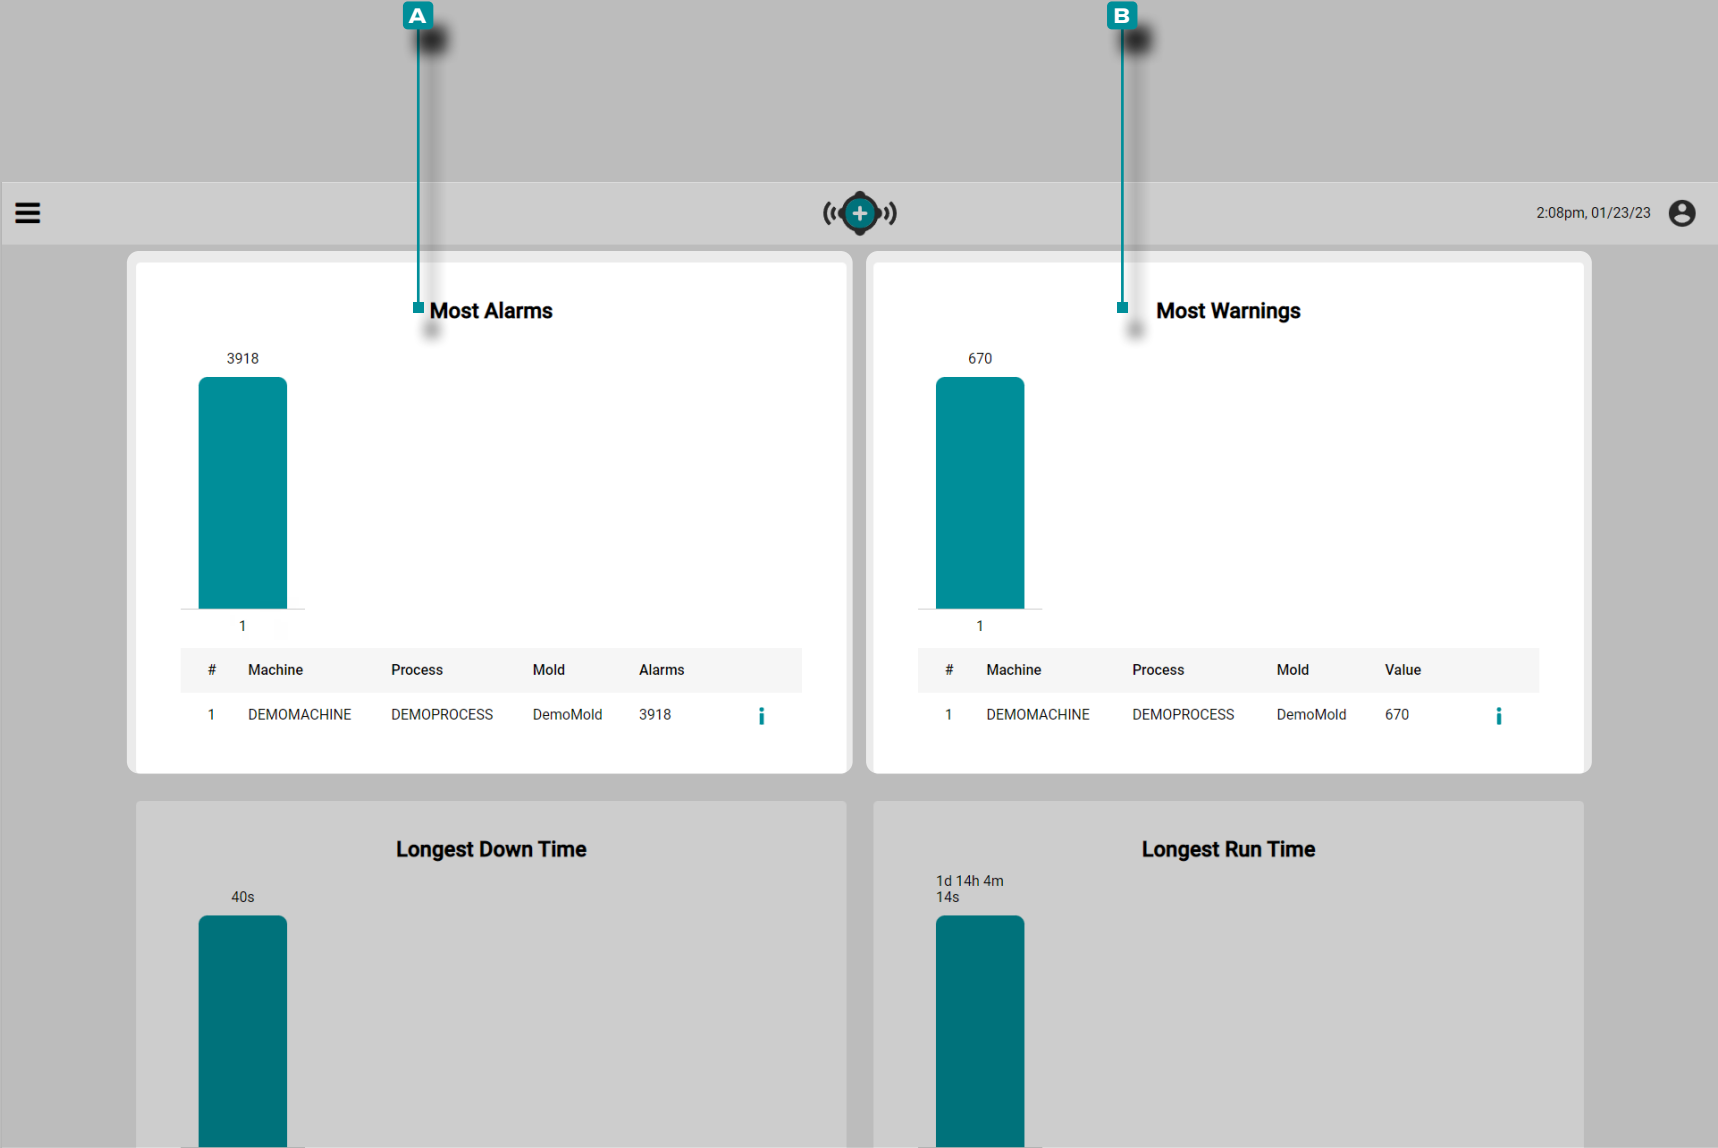 A
B
2:08pm, 01/23/23
Most Alarms
3918
1
# Machine Process Mold Alarms
1 DEMOMACHINE DEMOPROCESS DemoMold 3918
Most Warnings
670
1
# Machine Process Mold Value
1 DEMOMACHINE DEMOPROCESS DemoMold 670
Longest Down Time
40s
Longest Run Time
1d 14h 4m
14s